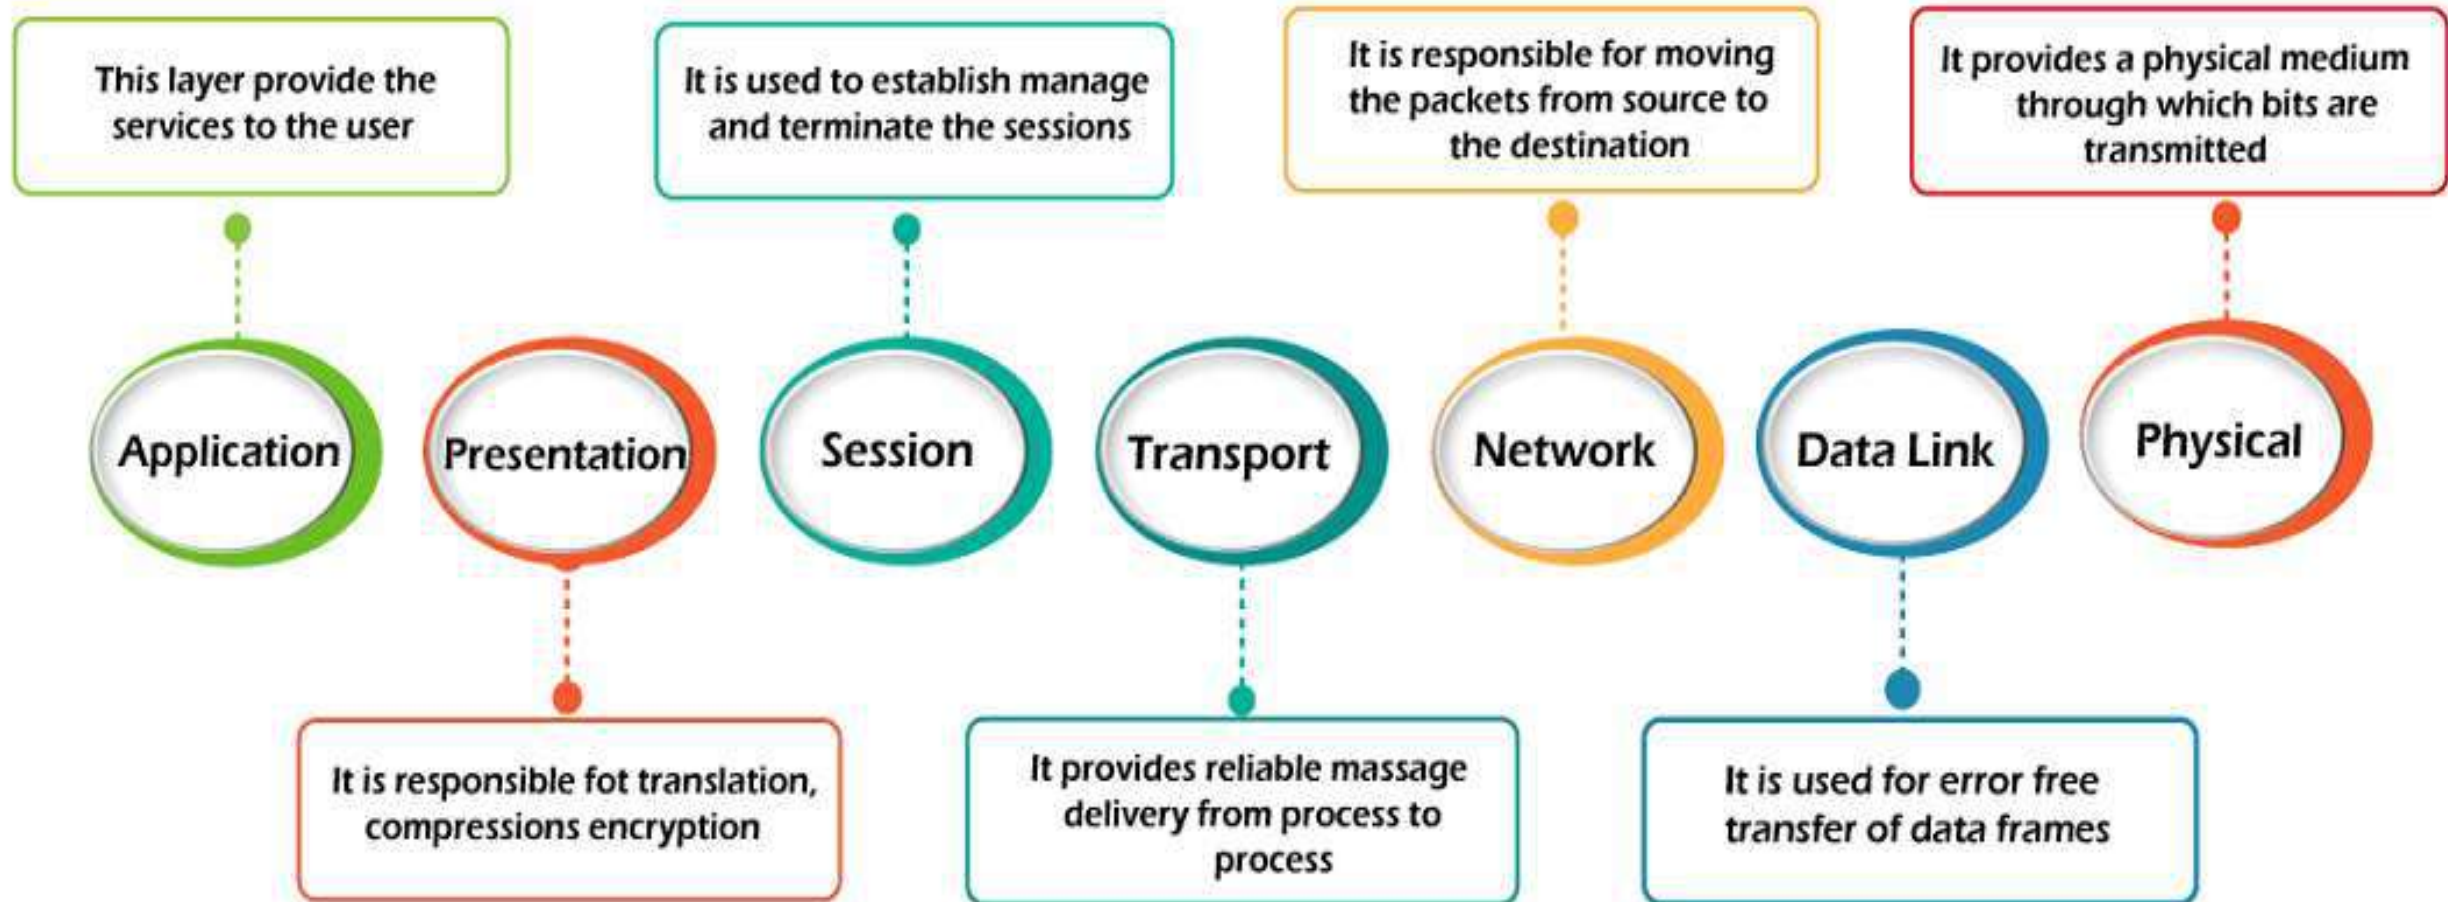 This layer provide the
services to the user
It is used to establish manage
and terminate the sessions
It is responsible for moving
the packets from source to
the destination
It provides a physical medium
through which bits are
transmitted
Application
Presentation
Session
Transport
Network
Data Link
Physical
It is responsible fot translation,
compressions encryption
It provides reliable massage
delivery from process to
process
It is used for error free
transfer of data frames